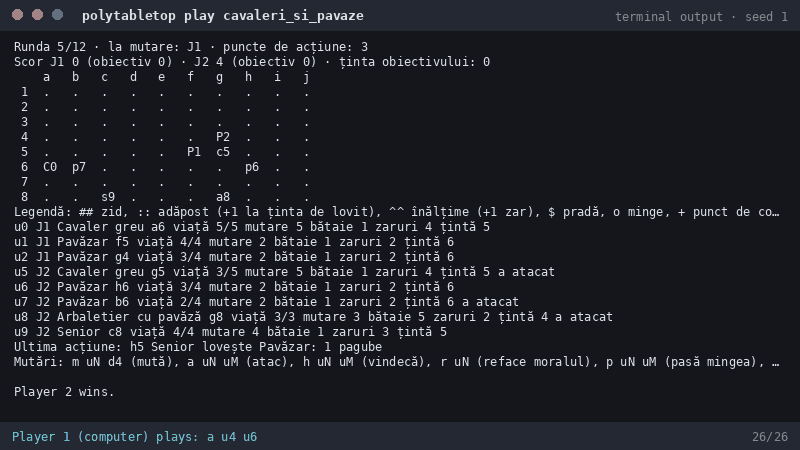 polytabletop play cavaleri_si_pavaze
terminal output · seed 1
Runda 5/12 · la mutare: J1 · puncte de acțiune: 3
Scor J1 0 (obiectiv 0) · J2 4 (obiectiv 0) · ținta obiectivului: 0
a b c d e f g h i j
1 . . . . . . . . . .
2 . . . . . . . . . .
3 . . . . . . . . . .
4 . . . . . . P2 . . .
5 . . . . . P1 c5 . . .
6 C0 p7 . . . . . p6 . .
7 . . . . . . . . . .
8 . . s9 . . . a8 . . .
Legendă: ## zid, :: adăpost (+1 la ținta de lovit), ^^ înălțime (+1 zar), $ pradă, o minge, + punct de co…
u0 J1 Cavaler greu a6 viață 5/5 mutare 5 bătaie 1 zaruri 4 țintă 5
u1 J1 Pavăzar f5 viață 4/4 mutare 2 bătaie 1 zaruri 2 țintă 6
u2 J1 Pavăzar g4 viață 3/4 mutare 2 bătaie 1 zaruri 2 țintă 6
u5 J2 Cavaler greu g5 viață 3/5 mutare 5 bătaie 1 zaruri 4 țintă 5 a atacat
u6 J2 Pavăzar h6 viață 3/4 mutare 2 bătaie 1 zaruri 2 țintă 6
u7 J2 Pavăzar b6 viață 2/4 mutare 2 bătaie 1 zaruri 2 țintă 6 a atacat
u8 J2 Arbaletier cu pavăză g8 viață 3/3 mutare 3 bătaie 5 zaruri 2 țintă 4 a atacat
u9 J2 Senior c8 viață 4/4 mutare 4 bătaie 1 zaruri 3 țintă 5
Ultima acțiune: h5 Senior lovește Pavăzar: 1 pagube
Mutări: m uN d4 (mută), a uN uM (atac), h uN uM (vindecă), r uN (reface moralul), p uN uM (pasă mingea), …
Player 2 wins.
Player 1 (computer) plays: a u4 u6
26/26